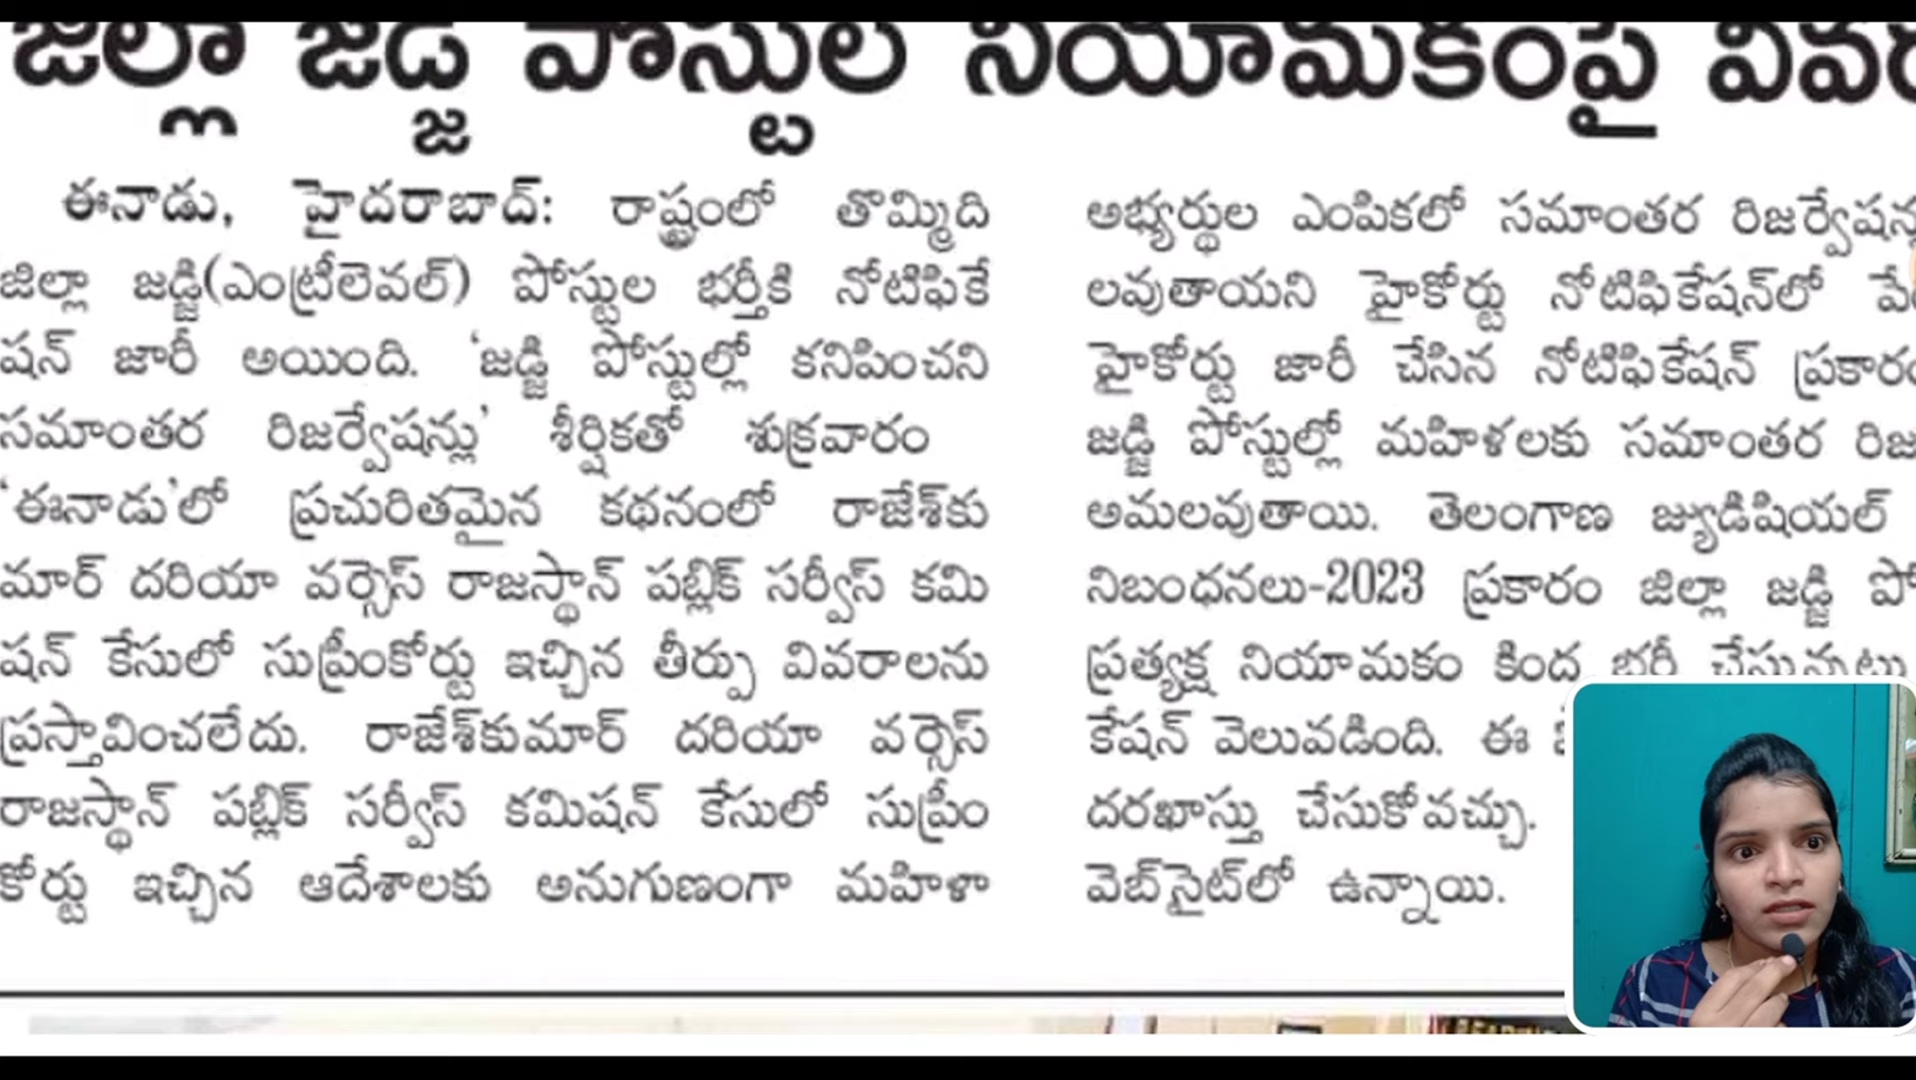 జిల్లా జడ్జి పోస్టుల నియామకంపై
ఈనాడు, హైదరాబాద్: రాష్ట్రంలో తొమ్మిది
జిల్లా జడ్జి(ఎంట్రీలెవల్) పోస్టుల భర్తీకి నోటిఫికే
షన్ జారీ అయింది. ‘జడ్జి పోస్టుల్లో కనిపించని
సమాంతర రిజర్వేషన్లు’ శీర్షికతో శుక్రవారం
‘ఈనాడు’లో ప్రచురితమైన కథనంలో రాజేశ్‌కు
మార్ దరియా వర్సెస్ రాజస్థాన్ పబ్లిక్ సర్వీస్ కమి
షన్ కేసులో సుప్రీంకోర్టు ఇచ్చిన తీర్పు వివరాలను
ప్రస్తావించలేదు. రాజేశ్‌కుమార్ దరియా వర్సెస్
రాజస్థాన్ పబ్లిక్ సర్వీస్ కమిషన్ కేసులో సుప్రీం
కోర్టు ఇచ్చిన ఆదేశాలకు అనుగుణంగా మహిళా
అభ్యర్థుల ఎంపికలో సమాంతర
లవుతాయని హైకోర్టు నోటిఫికేషన్‌లో
హైకోర్టు జారీ చేసిన నోటిఫికేషన్
జడ్జి పోస్టుల్లో మహిళలకు సమాంతర
అమలవుతాయి. తెలంగాణ జ్యుడిషియల్
నిబంధనలు-2023 ప్రకారం జిల్లా జడ్జి
ప్రత్యక్ష నియామకం కింద భర్తీ
కేషన్ వెలువడింది. ఈ
దరఖాస్తు చేసుకోవచ్చు.
వెబ్‌సైట్‌లో ఉన్నాయి.